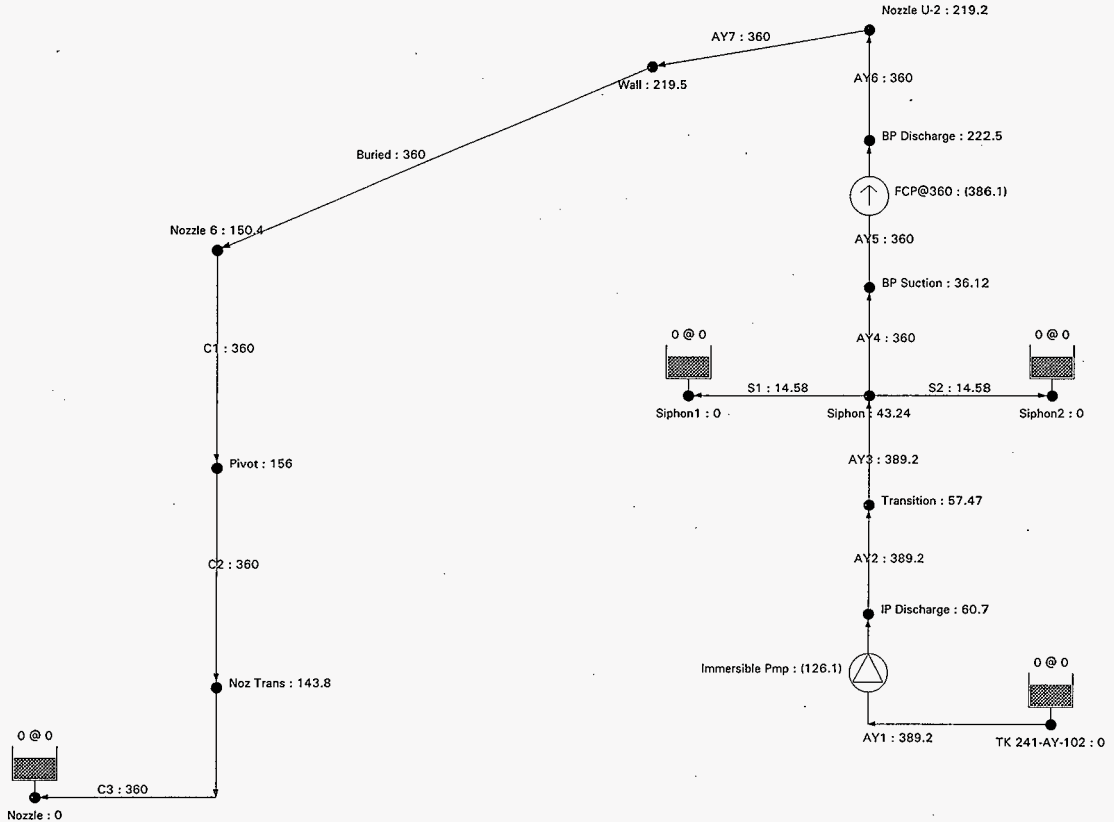 Nozzle U-2 : 219.2
AY7 : 360
Wall : 219.5
AY6 : 360
BP Discharge : 222.5
Buried : 360
FCP@360 : (386.1)
Nozzle 6 : 150.4
AY5 : 360
BP Suction : 36.12
0 @ 0
0 @ 0
C1 : 360
AY4 : 360
S1 : 14.58
S2 : 14.58
Siphon1 : 0
Siphon : 43.24
Siphon2 : 0
Pivot : 156
AY3 : 389.2
Transition : 57.47
C2 : 360
AY2 : 389.2
IP Discharge : 60.7
Immersible Pmp : (126.1)
0 @ 0
Noz Trans : 143.8
0 @ 0
AY1 : 389.2
TK 241-AY-102 : 0
C3 : 360
Nozzle : 0